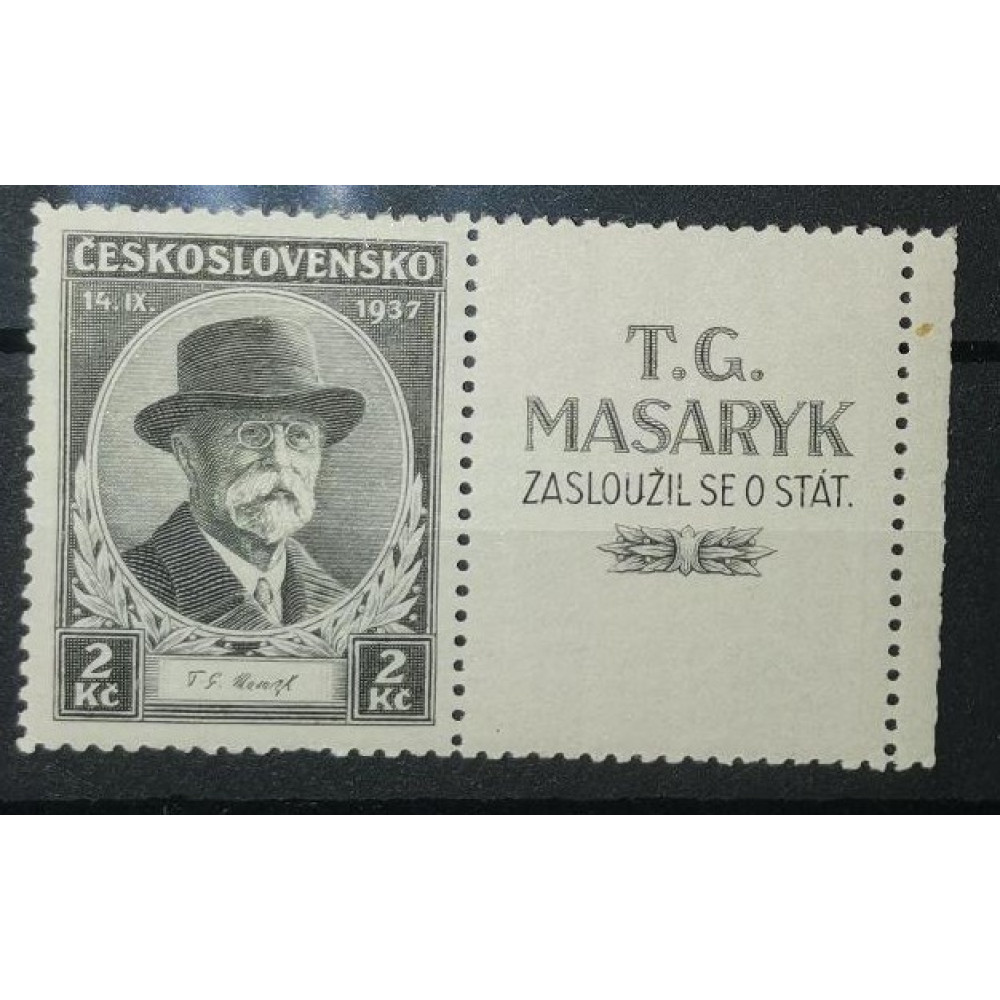 ČESKOSLOVENSKO
14. IX. 1937
2 Kč
T G. Masaryk
2 Kč
T.G.
MASARYK
ZASLOUŽIL SE O STÁT.